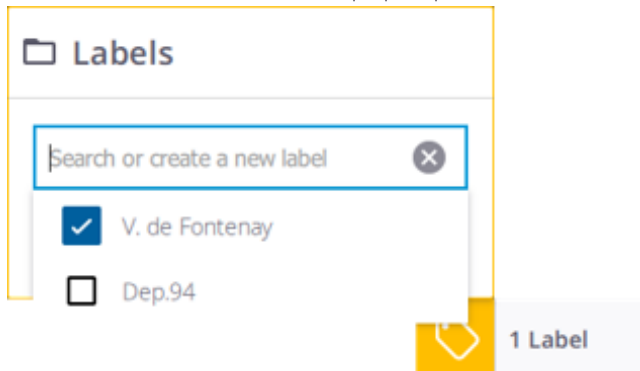 Labels
Search or create a new label
V. de Fontenay
Dep.94
1 Label